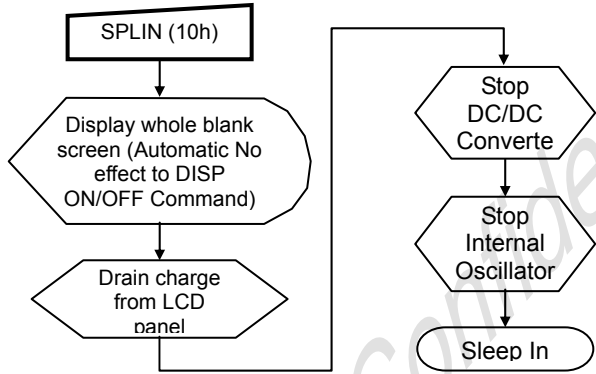 SPLIN (10h)
Display whole blank
screen (Automatic No
effect to DISP
ON/OFF Command)
Drain charge
from LCD
panel
Stop
DC/DC
Converte
Stop
Internal
Oscillator
Sleep In
Confide